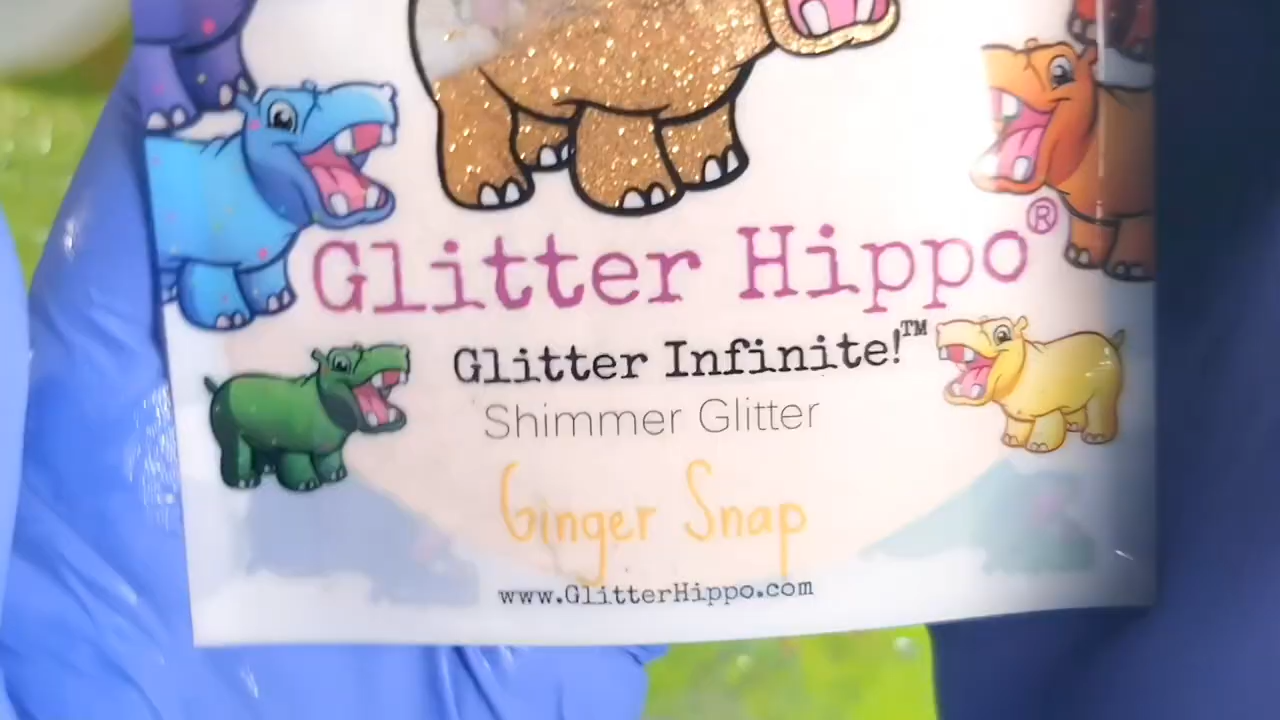 Glitter Hippo®
Glitter Infinite!™
Shimmer Glitter
Ginger Snap
www.GlitterHippo.com